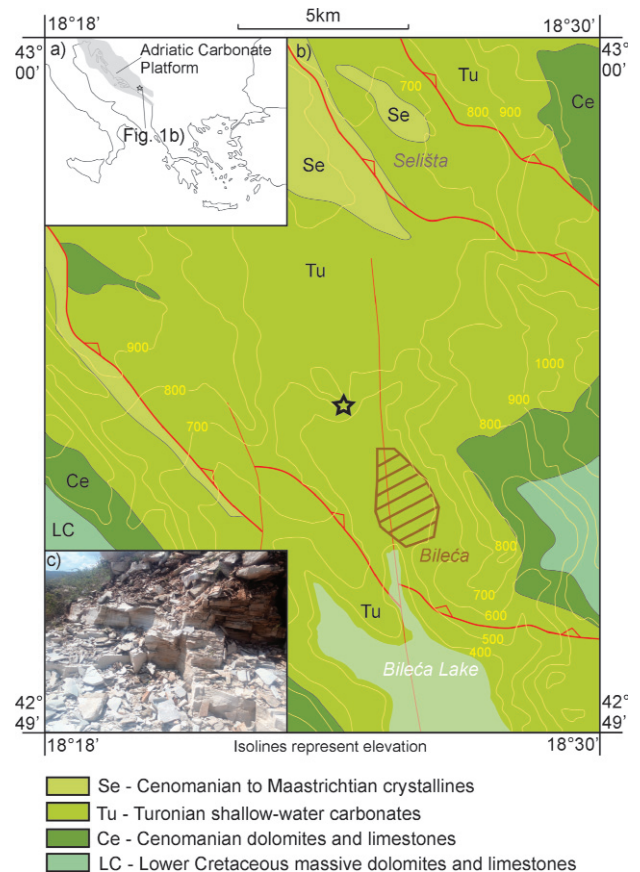 5km
18°18'
18°30'
43°
00'
43°
00'
a)
Adriatic Carbonate
Platform
Fig. 1b)
b)
700
Se
Tu
800
900
Ce
Se
Selišta
Tu
900
800
700
1000
900
800
Ce
LC
Bileća
800
700
600
500
400
c)
Tu
Bileća Lake
42°
49'
42°
49'
18°18'
Isolines represent elevation
18°30'
Se - Cenomanian to Maastrichtian crystallines
Tu - Turonian shallow-water carbonates
Ce - Cenomanian dolomites and limestones
LC - Lower Cretaceous massive dolomites and limestones